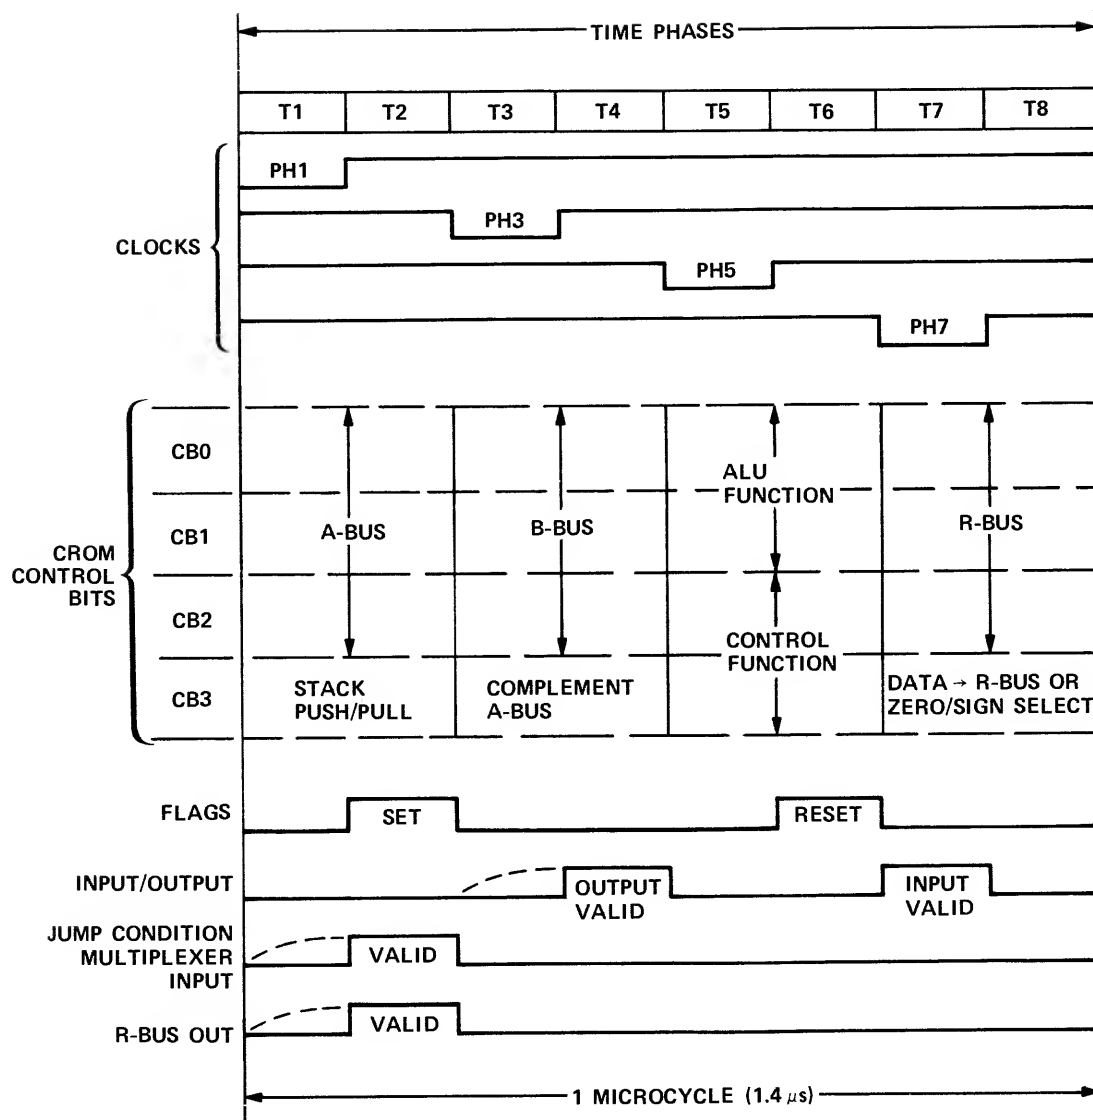 TIME PHASES
T1 T2 T3 T4 T5 T6 T7 T8
PH1
PH3
CLOCKS
PH5
PH7
CB0
ALU
FUNCTION
CB1
A-BUS
B-BUS
R-BUS
CROM
CONTROL
BITS
CB2
CONTROL
FUNCTION
CB3
STACK
PUSH/PULL
COMPLEMENT
A-BUS
DATA → R-BUS OR
ZERO/SIGN SELECT
FLAGS
SET
RESET
INPUT/OUTPUT
OUTPUT
VALID
INPUT
VALID
JUMP CONDITION
MULTIPLEXER
INPUT
VALID
R-BUS OUT
VALID
1 MICROCYCLE (1.4 μs)